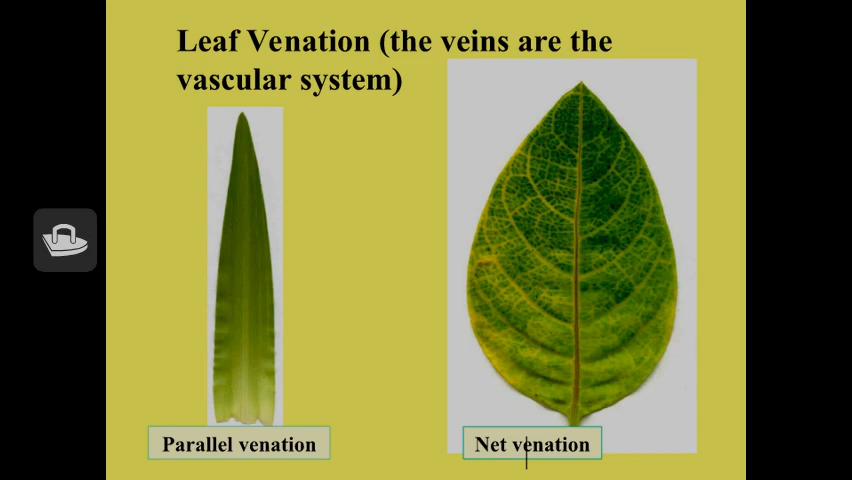 Leaf Venation (the veins are the
vascular system)
Parallel venation
Net venation